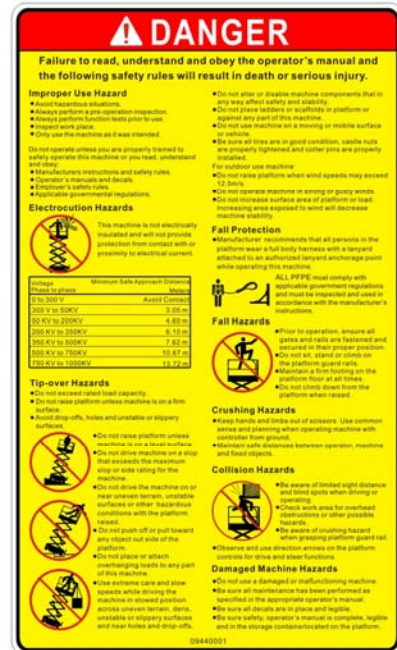 DANGER
Failure to read, understand and obey the operator's manual and
the following safety rules will result in death or serious injury.
Improper Use Hazard
●Avoid hazardous situations.
●Always perform a pre-operation inspection.
●Always perform function tests prior to use.
●Inspect work place.
●Only use the machine as it was intended.
Do not operate unless you are properly trained to
safely operate this machine or you read, understand
and obey:
●Manufacturers instructions and safety rules.
●Operator's manuals and decals.
●Employer's safety rules.
●Applicable governmental regulations.
Electrocution Hazards
This machine is not electrically
insulated and will not provide
protection from contact with or
proximity to electrical current.
Voltage Minimum Safe Approach Distance
Phase to phase Meters
0 to 300 V Avoid Contact
300 V to 50KV 3.05 m
50 KV to 200KV 4.60 m
200 KV to 350KV 6.10 m
350 KV to 500KV 7.62 m
500 KV to 750KV 10.67 m
750 KV to 1000KV 13.72 m
Tip-over Hazards
●Do not exceed rated load capacity.
●Do not raise platform unless machine is on a firm
surface.
●Avoid drop-offs, holes and unstable or slippery
surfaces.
●Do not raise platform unless
machine is on a level surface.
●Do not drive machine on a slop
that exceeds the maximum
slop or side rating for the
machine.
●Do not drive the machine on or
near uneven terrain, unstable
surfaces or other hazardous
conditions with the platform
raised.
●Do not push off or pull toward
any object out side of the
platform.
●Do not place or attach
overhanging loads to any part
of this machine.
●Use extreme care and slow
speeds while driving the
machine in stowed position
across uneven terrain, deris,
unstable or slippery surfaces
and near holes and drop-offs.
●Do not alter or disable machine components that in
any way affect safety and stability.
●Do not place ladders or scaffolds in platform or
against any part of this machine.
●Do not use machine on a moving or mobile surface
or vehicle.
●Be sure all tires are in good condition, castle nuts
are properly tightened and cotter pins are properly
installed.
For outdoor use machine
●Do not raise platform when wind speeds may exceed
12.5m/s.
●Do not operate machine in strong or gusty winds.
●Do not increase surface area of platform or load.
Increasing area exposed to wind will decrease
machine stability.
Fall Protection
●Manufacturer recommends that all persons in the
platform wear a full body harness with a lanyard
attached to an authorized lanyard anchorage point
while operating this machine.
ALL PFPE must comply with
applicable government regulations
and must be inspected and used in
accordance with the manufacturer's
instructions.
Fall Hazards
●Prior to operation, ensure all
gates and rails are fastened and
secured in their proper position.
●Do not sit, stand or climb on
the platform guard rails.
●Maintain a firm footing on the
platform floor at all times
●Do not climb down from the
platform when raised.
Crushing Hazards
●Keep hands and limbs out of scissors. Use common
sense and planning when operating machine with
controller from ground.
●Maintain safe distances between operator, machine
and fixed objects.
Collision Hazards
●Be aware of limited sight distance
and blind spots when driving or
operating.
●Check work area for overhead
obstructions or other possible
hazards.
●Be aware of crushing hazard
when grasping platform guard rail.
●Observe and use direction arrows on the platform
controls for drive and steer functions.
Damaged Machine Hazards
●Do not use a damaged or malfunctioning machine.
●Be sure all maintenance has been performed as
specified in the appropriate operator's manual.
●Be sure all decals are in place and legible.
●Be sure safety, operator's manual is complete, legible
and in the storage container located on the platform.
09440001